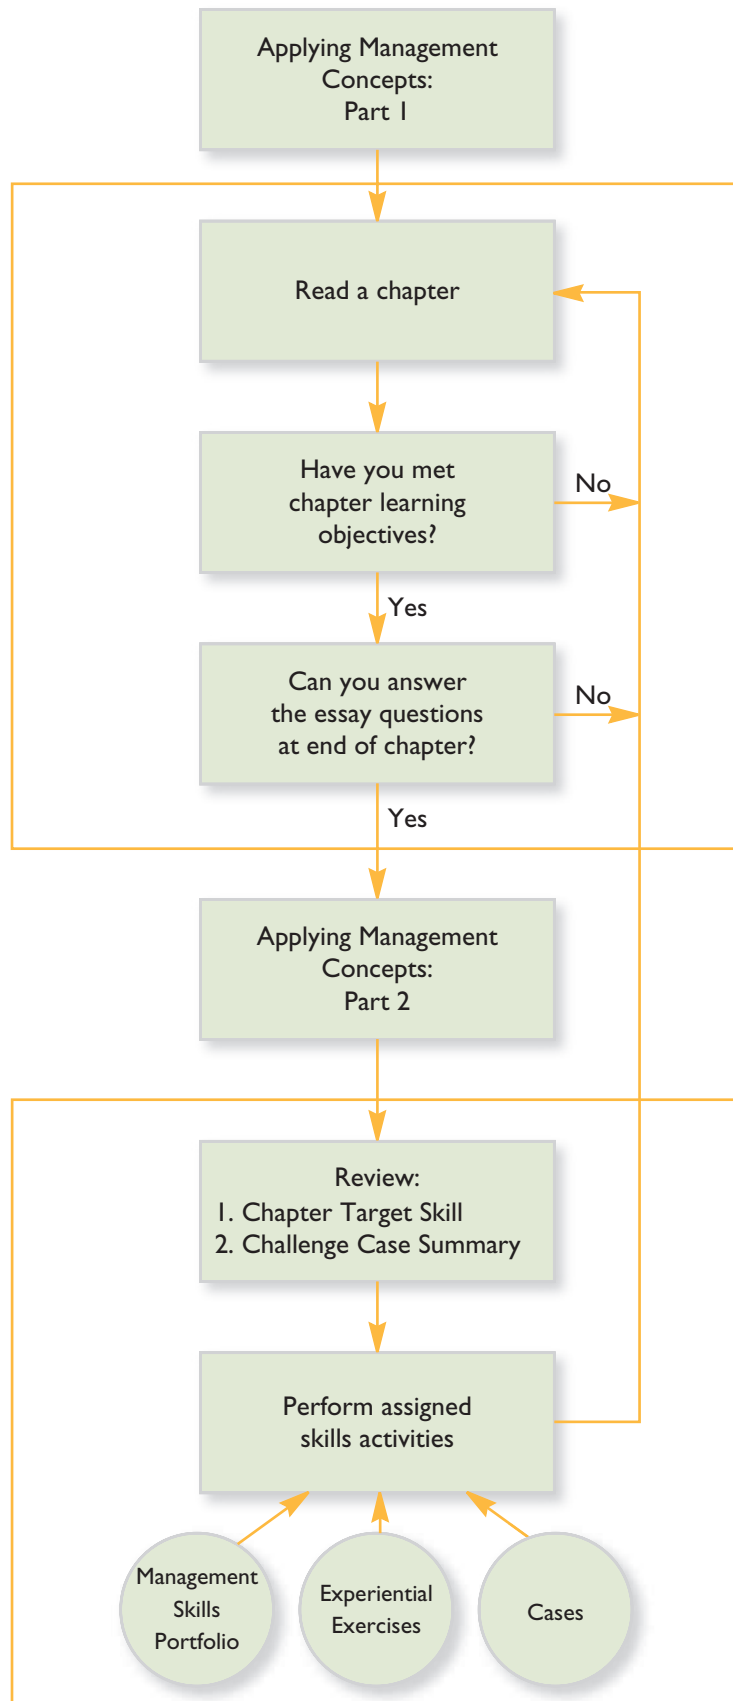 Applying Management
Concepts:
Part 1
Read a chapter
Have you met
chapter learning
objectives?
No
Yes
Can you answer
the essay questions
at end of chapter?
No
Yes
Applying Management
Concepts:
Part 2
Review:
1. Chapter Target Skill
2. Challenge Case Summary
Perform assigned
skills activities
Management
Skills
Portfolio
Experiential
Exercises
Cases